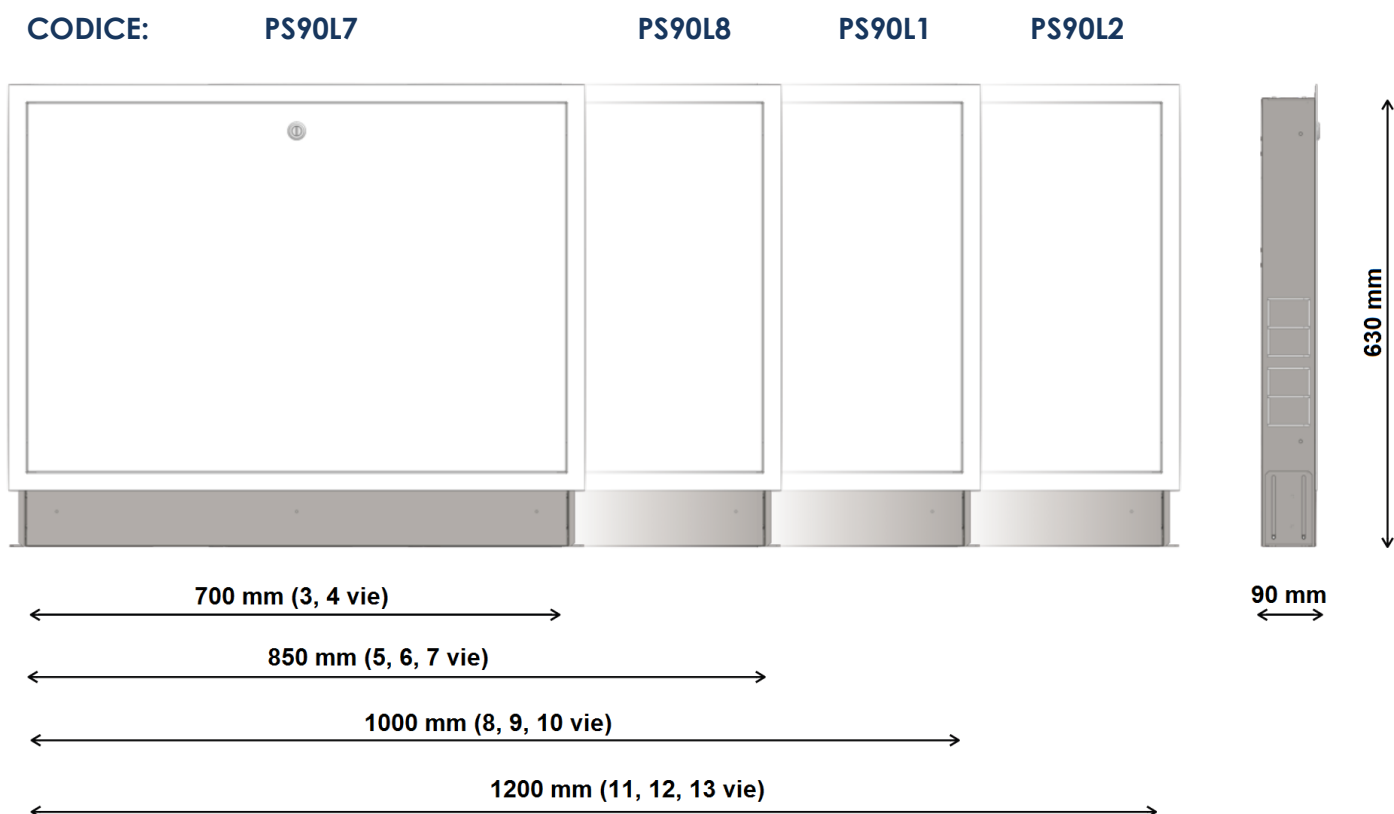 CODICE: PS90L7 PS90L8 PS90L1 PS90L2
630 mm
700 mm (3, 4 vie)
90 mm
850 mm (5, 6, 7 vie)
1000 mm (8, 9, 10 vie)
1200 mm (11, 12, 13 vie)